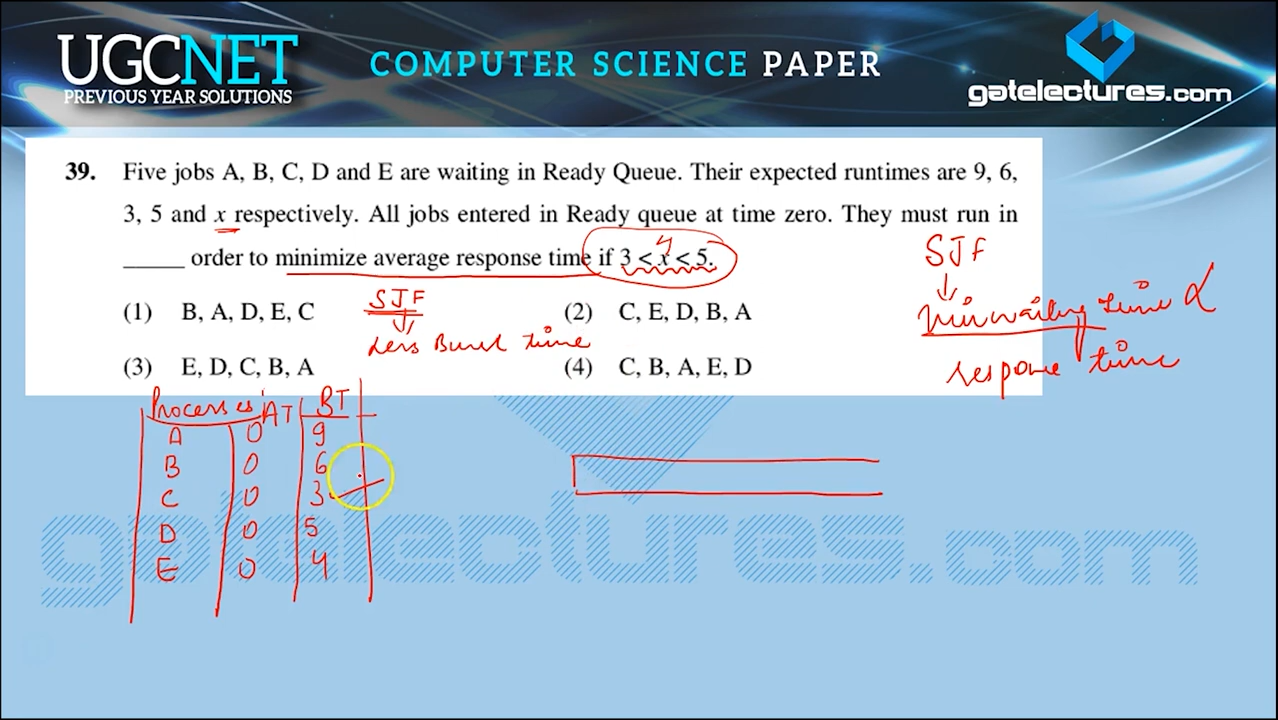 UGCNET
PREVIOUS YEAR SOLUTIONS
COMPUTER SCIENCE PAPER
gatelectures.com
39. Five jobs A, B, C, D and E are waiting in Ready Queue. Their expected runtimes are 9, 6,
3, 5 and x respectively. All jobs entered in Ready queue at time zero. They must run in
______ order to minimize average response time if 3 < x < 5.
4
(1) B, A, D, E, C
(2) C, E, D, B, A
(3) E, D, C, B, A
(4) C, B, A, E, D
SJF
Less Burst time
SJF
Min waiting time ∝
response time
Processes AT BT
A 0 9
B 0 6
C 0 3
D 0 5
E 0 4
gatelectures.com